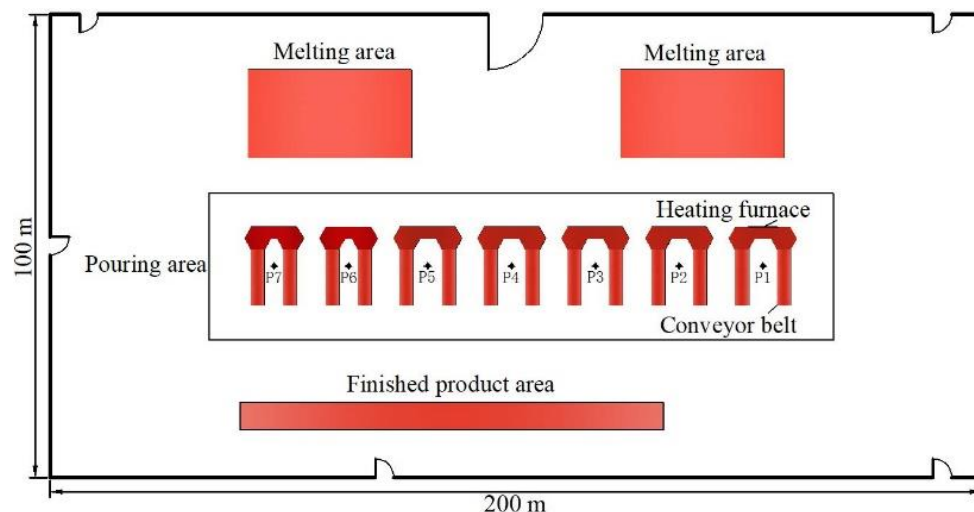 Melting area
Melting area
Heating furnace
100 m
Pouring area
P7
P6
P5
P4
P3
P2
P1
Conveyor belt
Finished product area
200 m